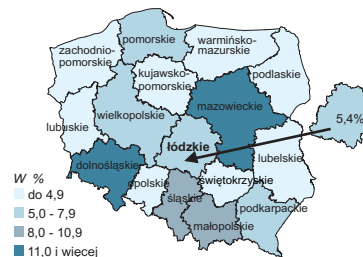 pomorskie
warmińsko-
mazurskie
zachodnio-
pomorskie
kujawsko-
pomorskie
podlaskie
mazowieckie
wielkopolskie
lubuskie
5,4%
łódzkie
dolnośląskie
lubelskie
opolskie
świętokrzyskie
śląskie
podkarpackie
małopolskie
W %
do 4,9
5,0 - 7,9
8,0 - 10,9
11,0 i więcej